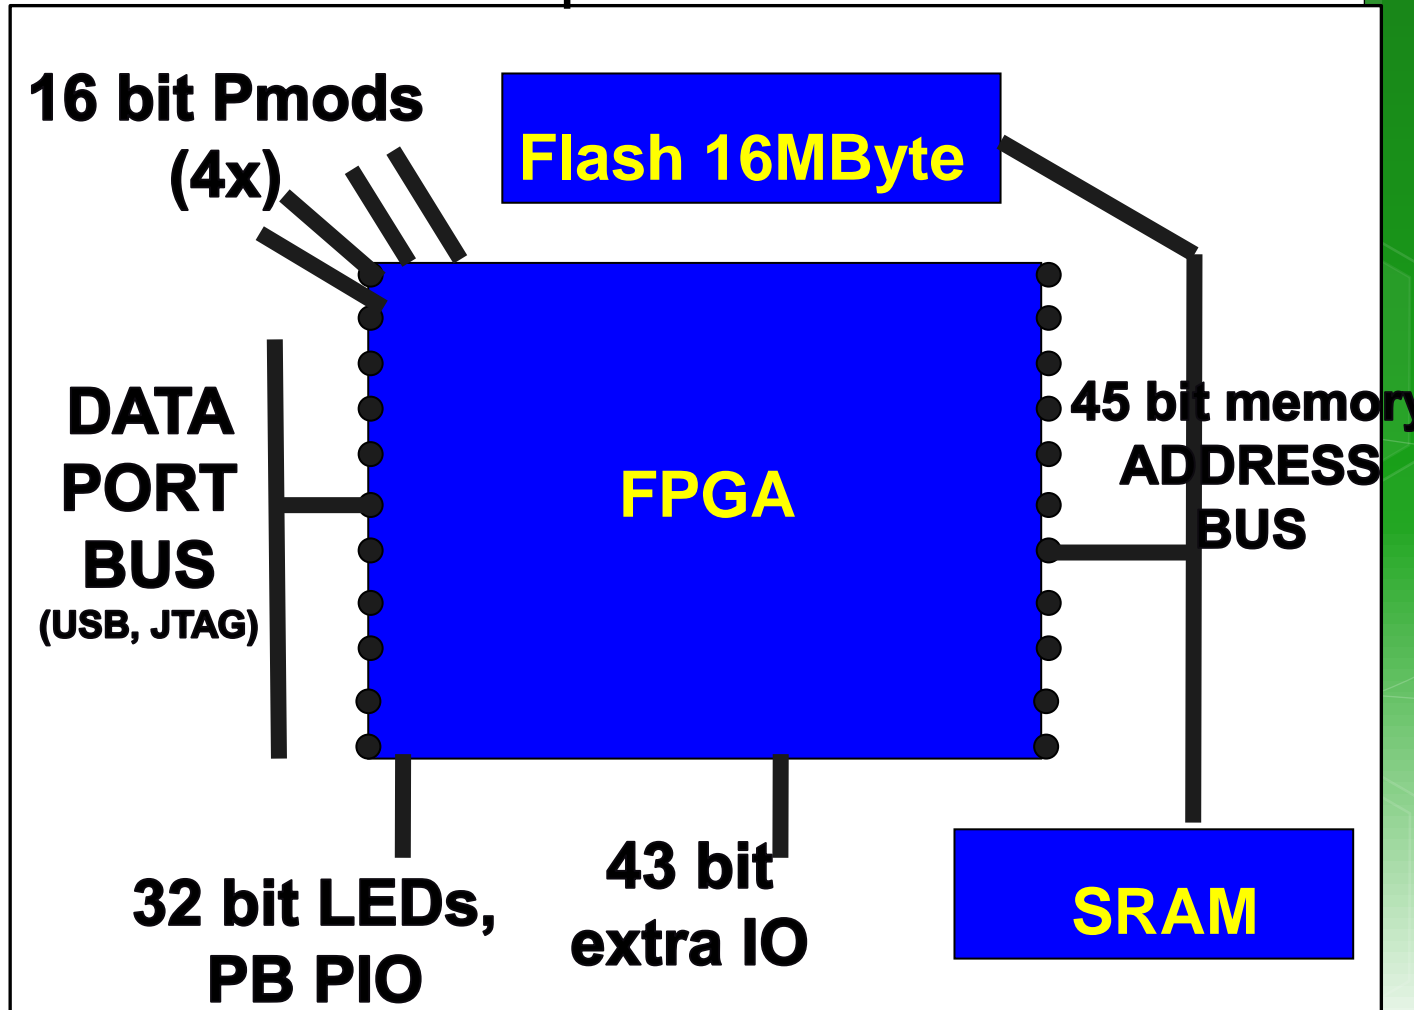 16 bit Pmods
(4x)
Flash 16MByte
DATA
PORT
BUS
(USB, JTAG)
FPGA
45 bit memory
ADDRESS
BUS
32 bit LEDs,
PB PIO
43 bit
extra IO
SRAM